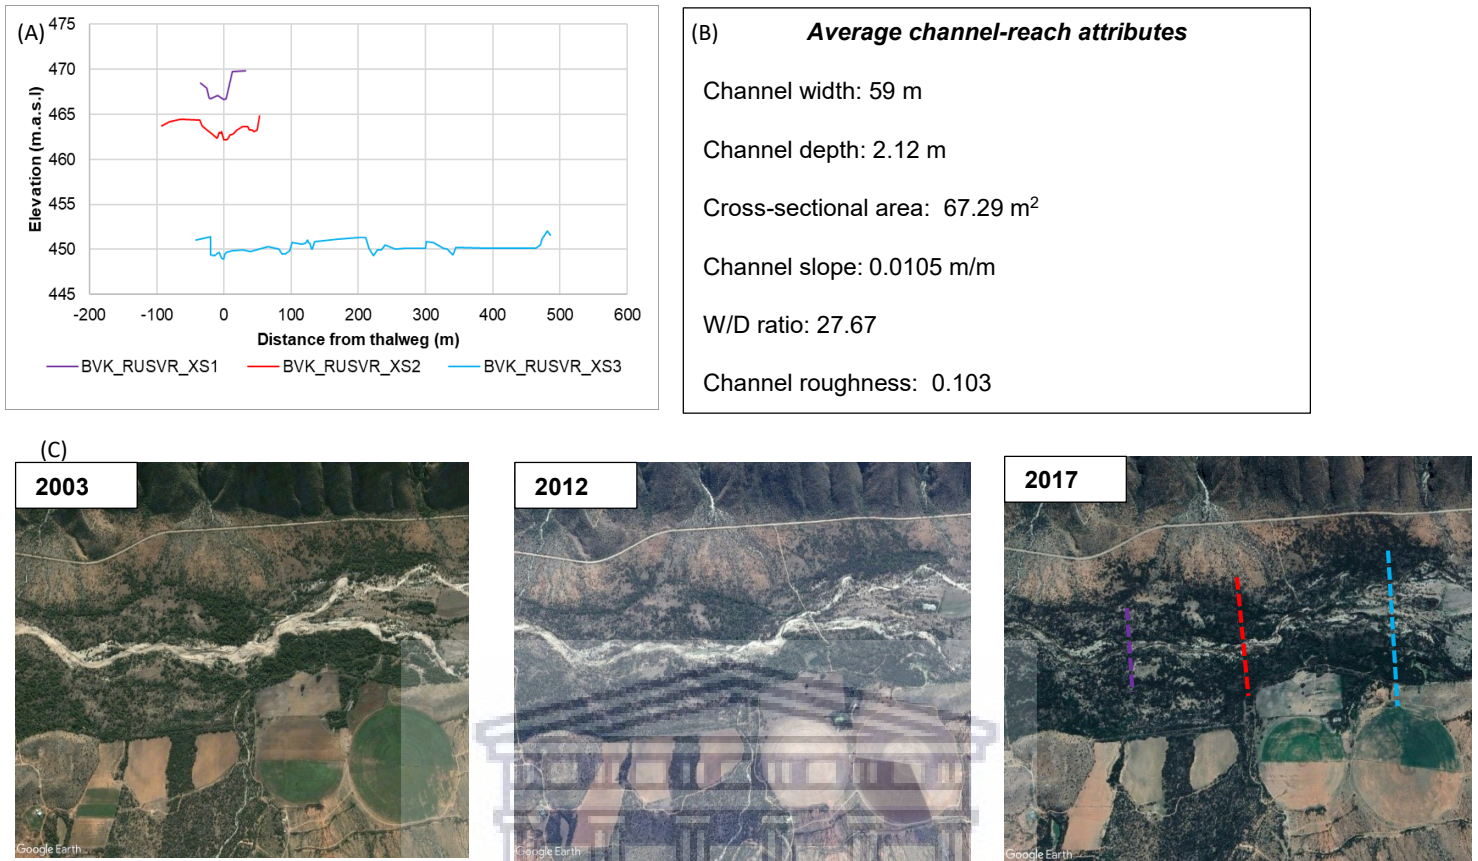 (A)
475
470
465
460
455
450
445
Elevation (m.a.s.l)
-200 -100 0 100 200 300 400 500 600
Distance from thalweg (m)
BVK_RUSVR_XS1 BVK_RUSVR_XS2 BVK_RUSVR_XS3
(B) Average channel-reach attributes
Channel width: 59 m
Channel depth: 2.12 m
Cross-sectional area: 67.29 m²
Channel slope: 0.0105 m/m
W/D ratio: 27.67
Channel roughness: 0.103
(C)
2003
2012
2017
Google Earth
Google Earth
Google Earth